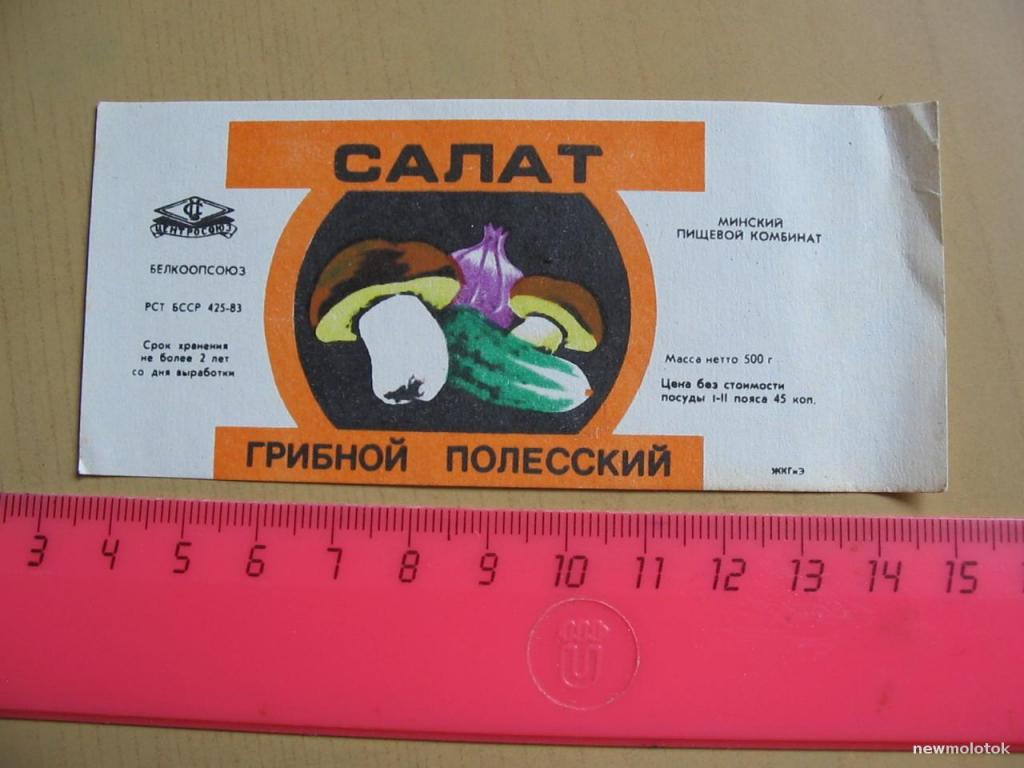 САЛАТ
ЦЕНТРОСОЮЗ
БЕЛКООПСОЮЗ
РСТ БССР 425-83
Срок хранения
не более 2 лет
со дня выработки
МИНСКИЙ
ПИЩЕВОЙ КОМБИНАТ
Масса нетто 500 г
Цена без стоимости
посуды I-II пояса 45 коп.
ГРИБНОЙ ПОЛЕССКИЙ
3 4 5 6 7 8 9 10 11 12 13 14 15
newmolotok